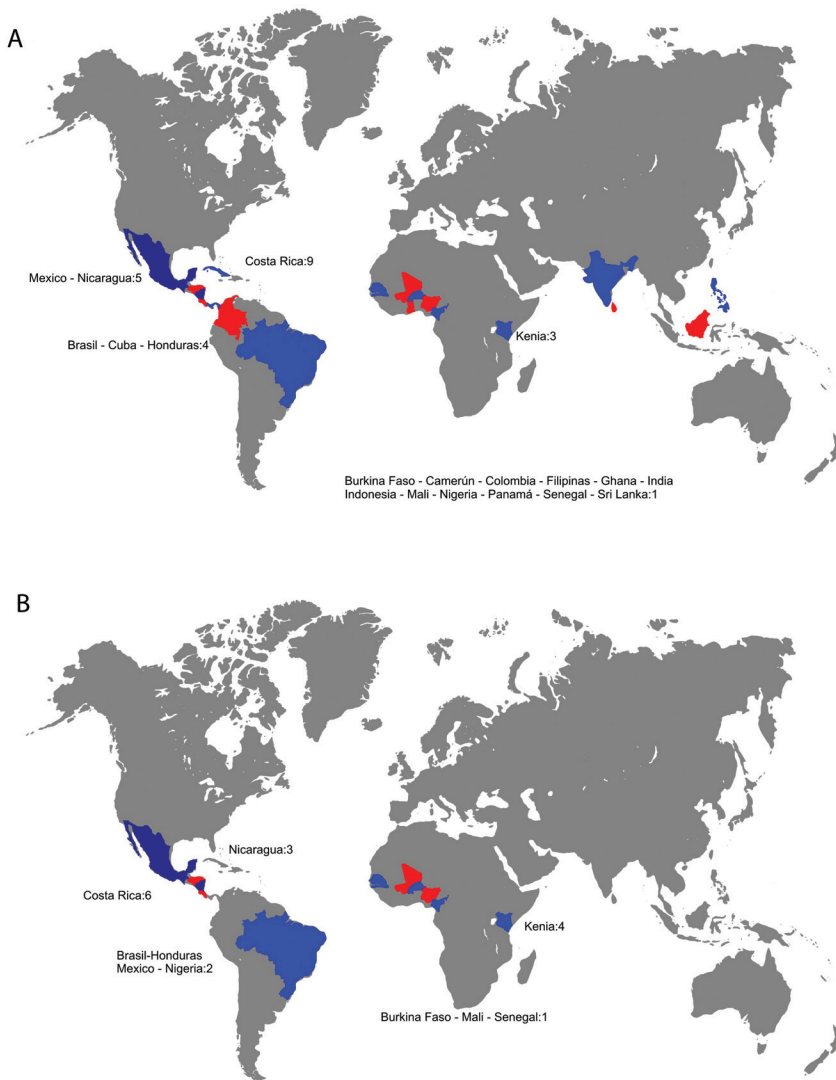 A
Costa Rica:9
Mexico - Nicaragua:5
Brasil - Cuba - Honduras:4
Kenia:3
Burkina Faso - Camerún - Colombia - Filipinas - Ghana - India
Indonesia - Mali - Nigeria - Panamá - Senegal - Sri Lanka:1
B
Nicaragua:3
Costa Rica:6
Kenia:4
Brasil-Honduras
Mexico - Nigeria:2
Burkina Faso - Mali - Senegal:1